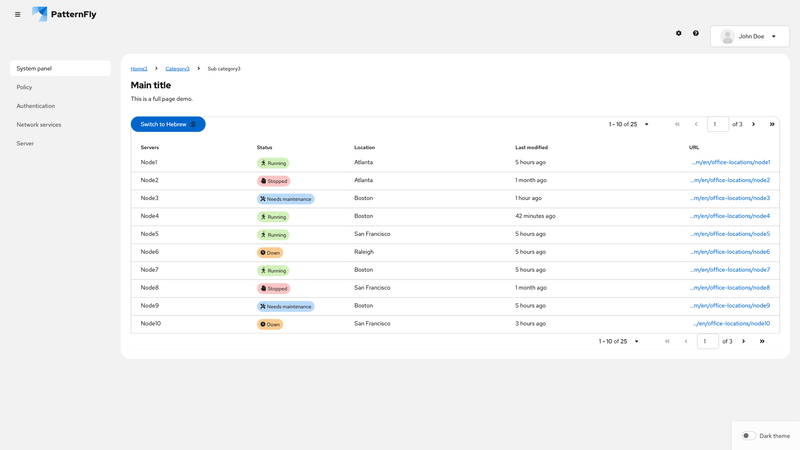 PatternFly
John Doe
System panel
Policy
Authentication
Network services
Server
Home3 Category3 Sub category3
Main title
This is a full page demo.
Switch to Hebrew
1 - 10 of 25 1 of 3
Servers Status Location Last modified URL
Node1 Running Atlanta 5 hours ago ...m/en/office-locations/node1
Node2 Stopped Atlanta 1 month ago ...m/en/office-locations/node2
Node3 Needs maintenance Boston 1 hour ago ...m/en/office-locations/node3
Node4 Running Boston 42 minutes ago ...m/en/office-locations/node4
Node5 Running San Francisco 5 hours ago ...m/en/office-locations/node5
Node6 Down Raleigh 5 hours ago ...m/en/office-locations/node6
Node7 Running Boston 5 hours ago ...m/en/office-locations/node7
Node8 Stopped San Francisco 1 month ago ...m/en/office-locations/node8
Node9 Needs maintenance Boston 5 hours ago ...m/en/office-locations/node9
Node10 Down San Francisco 3 hours ago .../en/office-locations/node10
1 - 10 of 25 1 of 3
Dark theme